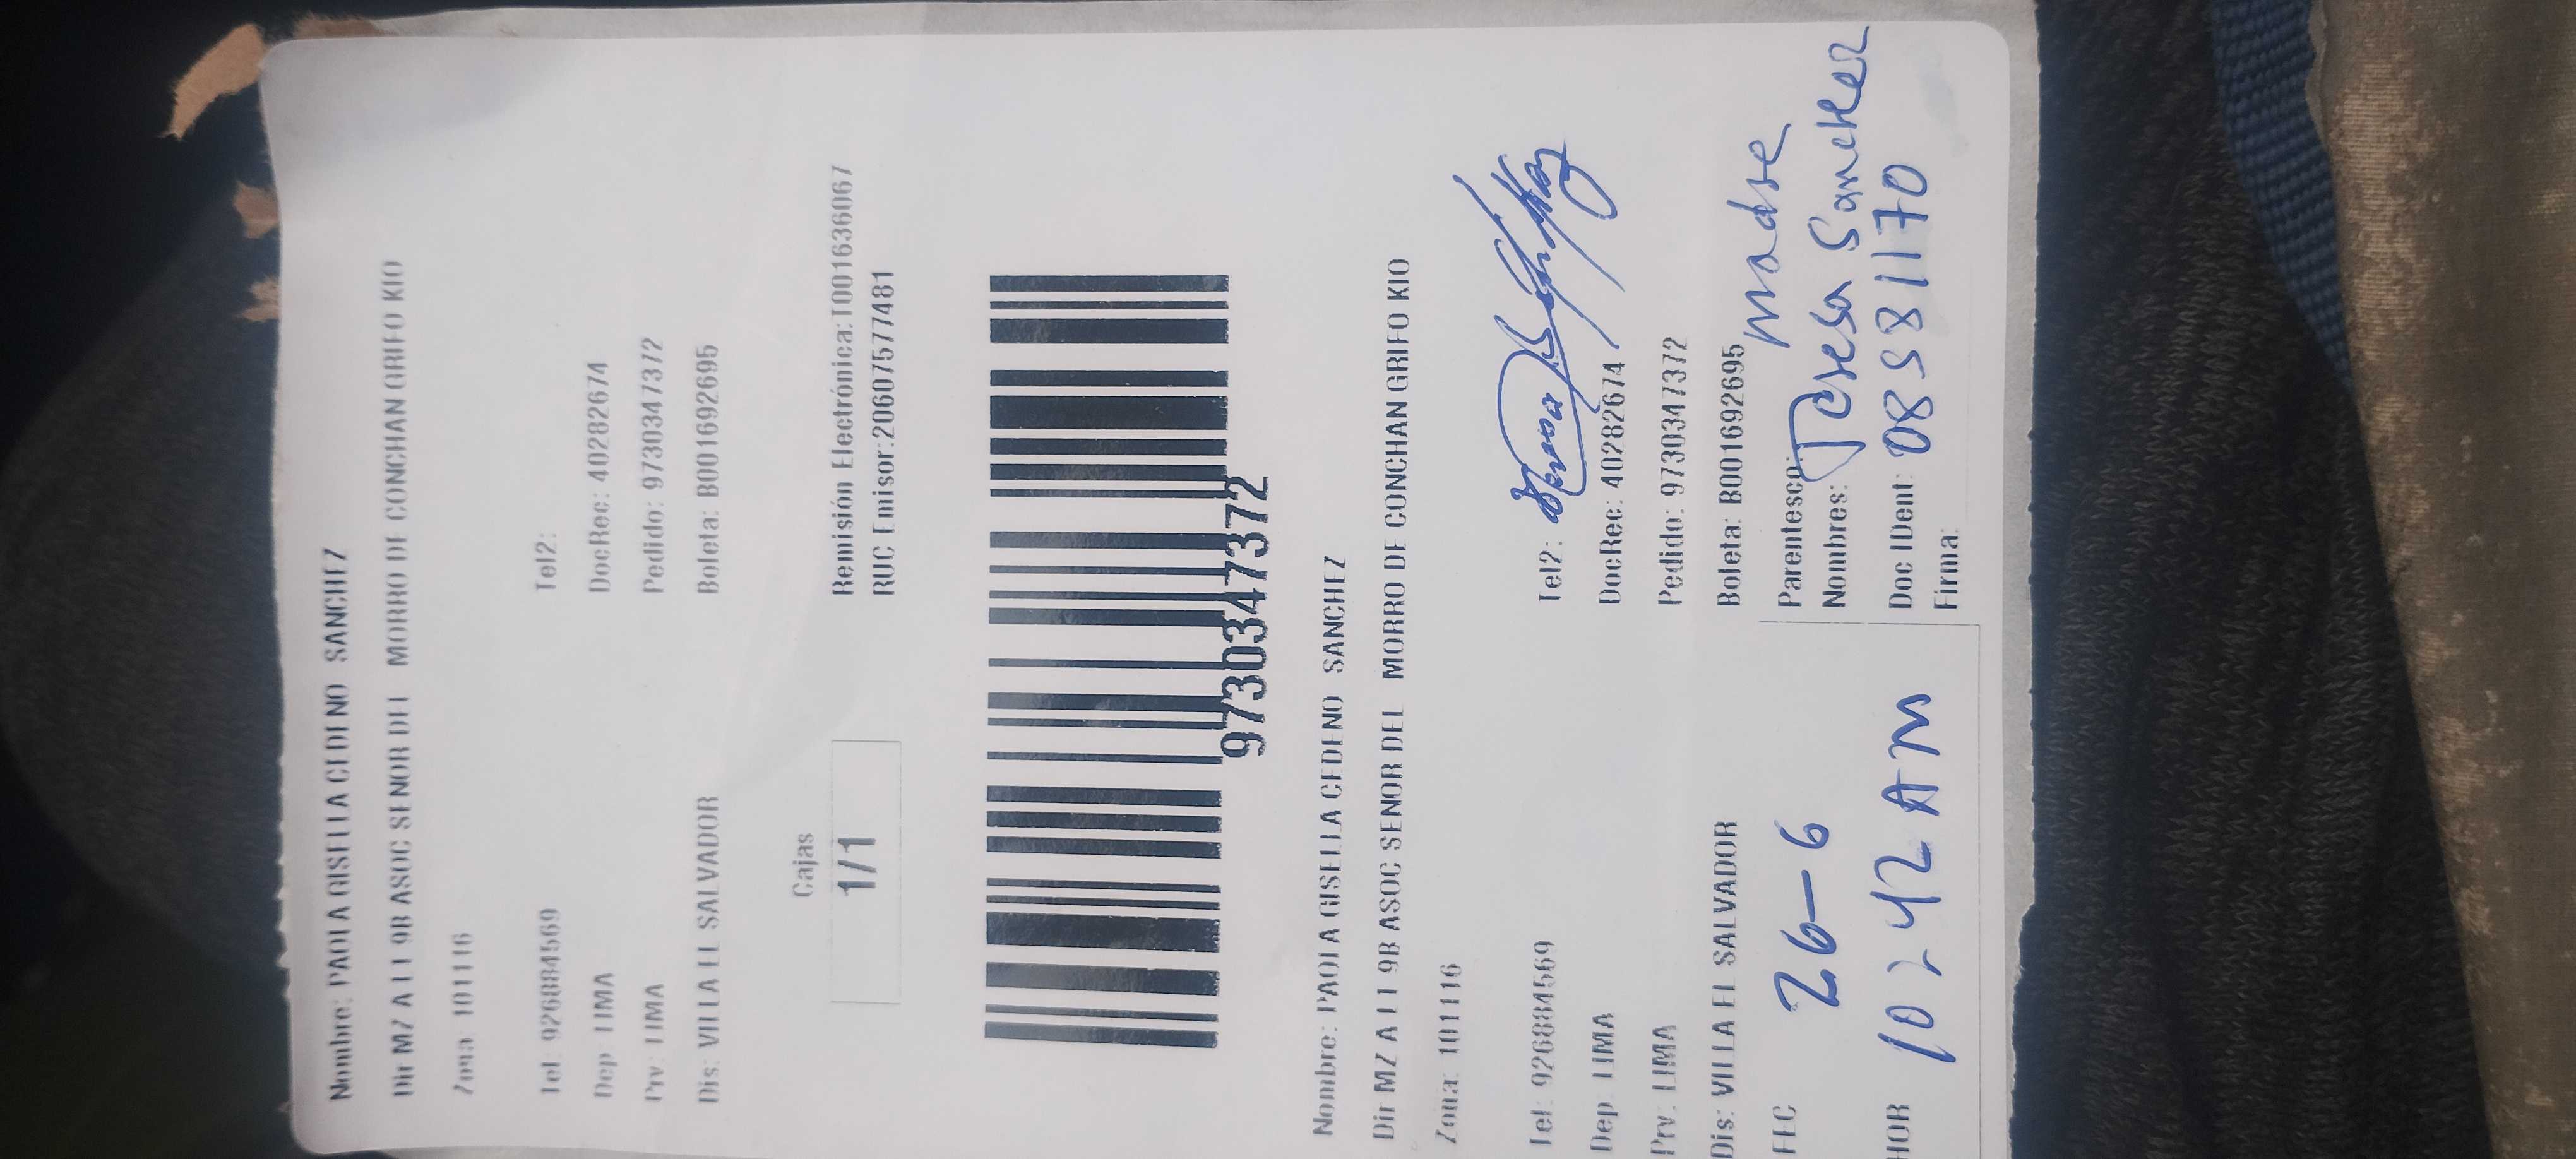 Nombre: PAOLA GISELLA CEDENO SANCHEZ
Dir MZ A LT 9B ASOC SENOR DEL MORRO DE CONCHAN GRIFO KIO
Zona: 101116
Tel: 926884569 Tel2:
Dep LIMA DocRec: 40282674
Prv: LIMA Pedido: 9730347372
Dis: VILLA EL SALVADOR Boleta: B001692695
Cajas
1/1
Remisión Electrónica:T001636067
RUC Emisor:20607577481
9730347372
Nombre: PAOLA GISELLA CEDENO SANCHEZ
Dir MZ A LT 9B ASOC SENOR DEL MORRO DE CONCHAN GRIFO KIO
Zona: 101116
Tel: 926884569 Tel2:
Dep LIMA DocRec: 40282674
Prv: LIMA Pedido: 9730347372
Dis: VILLA EL SALVADOR Boleta: B001692695
FEC 26-6 Parentesco: madre
Nombres: Teresa Sanchez
HOR 10:42 AM Doc IDent: 08581170
Firma: